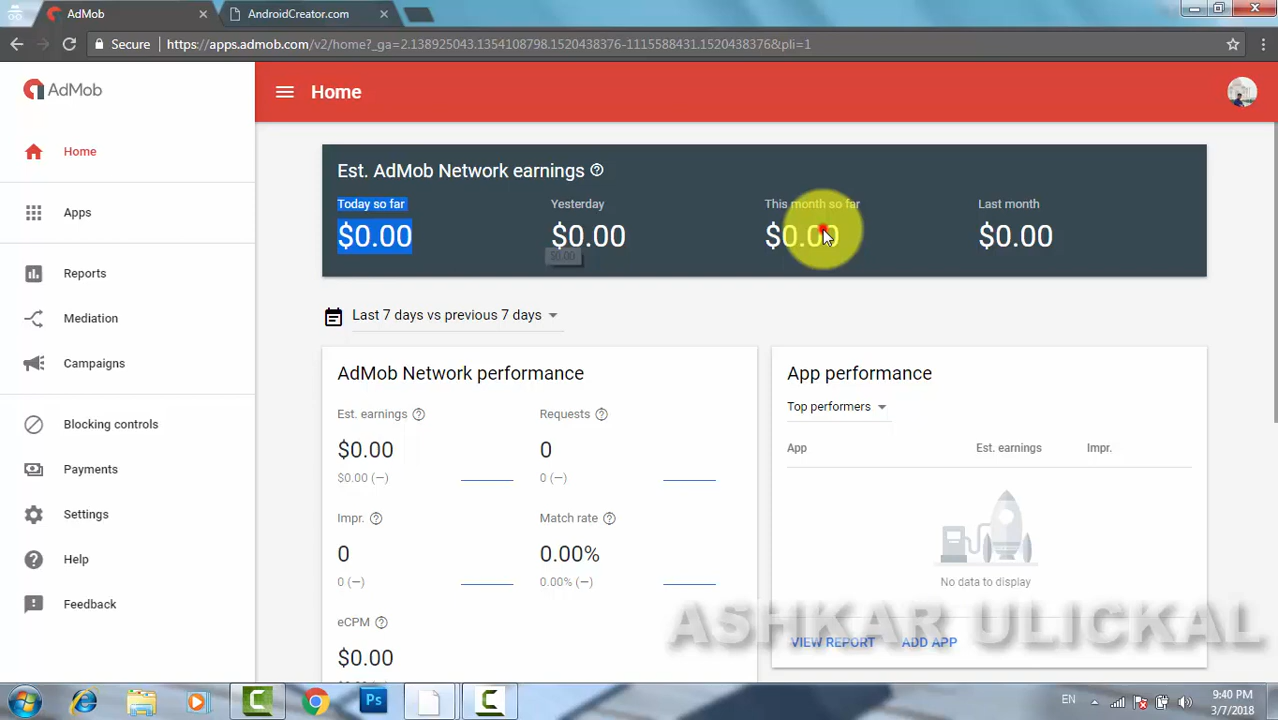 AdMob
AndroidCreator.com
Secure
https://apps.admob.com/v2/home?_ga=2.138925043.1354108798.1520438376-1115588431.1520438376&pli=1
AdMob
Home
Home
Apps
Reports
Mediation
Campaigns
Blocking controls
Payments
Settings
Help
Feedback
Est. AdMob Network earnings
Today so far
Yesterday
This month so far
Last month
$0.00
$0.00
$0.00
$0.00
$0.00
Last 7 days vs previous 7 days
AdMob Network performance
Est. earnings
Requests
$0.00
0
$0.00 (—)
0 (—)
Impr.
Match rate
0
0.00%
0 (—)
0.00% (—)
eCPM
$0.00
App performance
Top performers
App
Est. earnings
Impr.
No data to display
VIEW REPORT
ADD APP
ASHKAR ULICKAL
Ps
EN
9:40 PM
3/7/2018